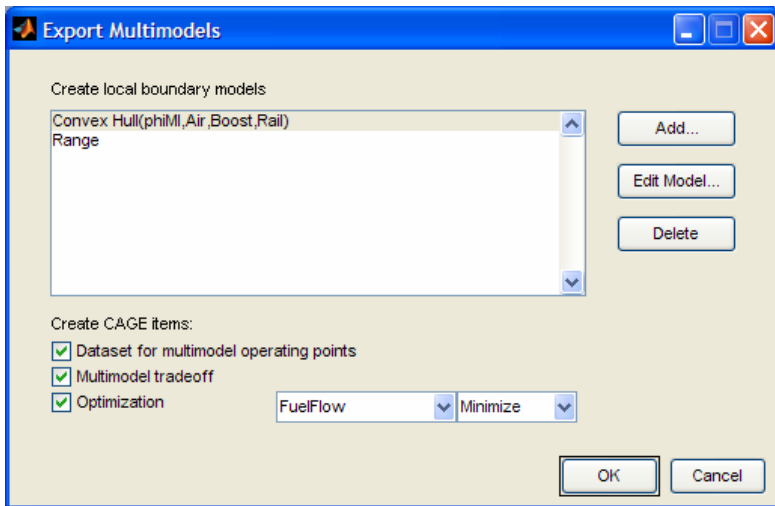 Export Multimodels
Create local boundary models
Convex Hull(phiMI,Air,Boost,Rail)
Range
Add...
Edit Model...
Delete
Create CAGE items:
Dataset for multimodel operating points
Multimodel tradeoff
Optimization
FuelFlow
Minimize
OK
Cancel